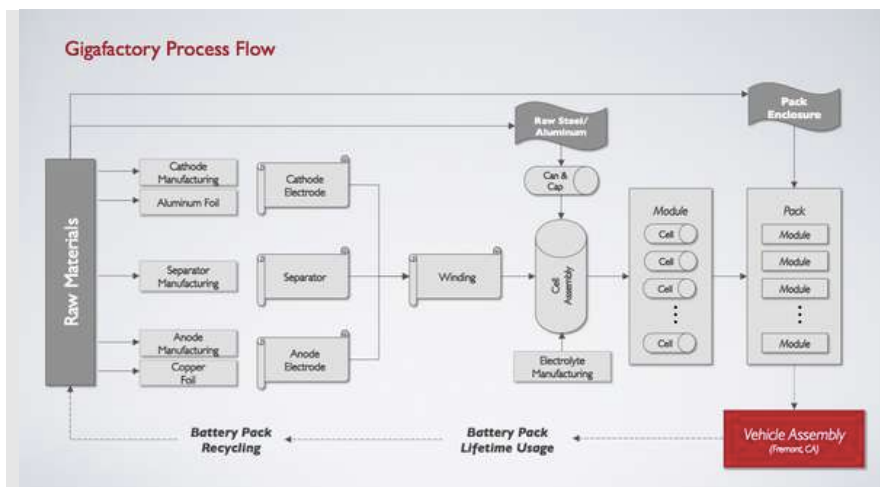 Gigafactory Process Flow
Pack
Enclosure
Raw Steel/
Aluminum
Raw Materials
Cathode
Manufacturing
Aluminum Foil
Cathode
Electrode
Can &
Cap
Module
Cell
Cell
Cell
Cell
Pack
Module
Module
Module
Module
Separator
Manufacturing
Separator
Winding
Cell
Assembly
Anode
Manufacturing
Copper
Foil
Anode
Electrode
Electrolyte
Manufacturing
Battery Pack
Recycling
Battery Pack
Lifetime Usage
Vehicle Assembly
(Fremont, CA)